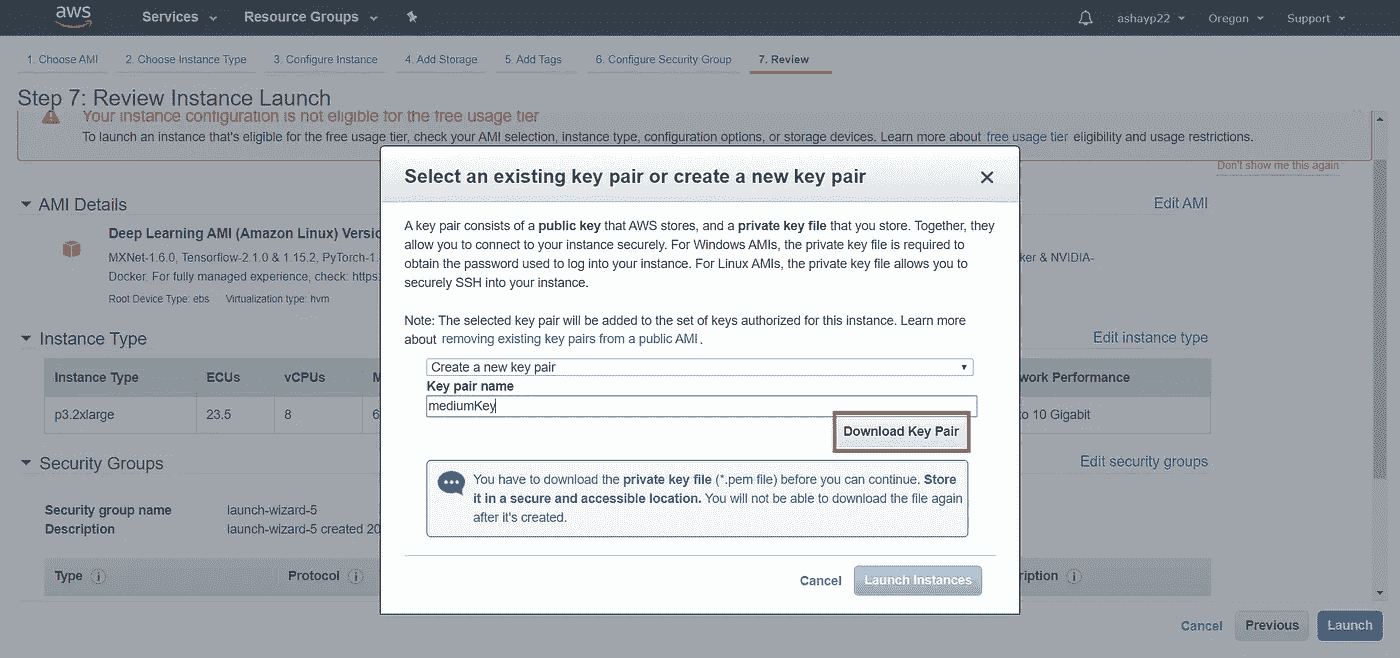 aws Services Resource Groups ashayp22 Oregon Support
1. Choose AMI 2. Choose Instance Type 3. Configure Instance 4. Add Storage 5. Add Tags 6. Configure Security Group 7. Review
Step 7: Review Instance Launch
Your instance configuration is not eligible for the free usage tier
To launch an instance that's eligible for the free usage tier, check your AMI selection, instance type, configuration options, or storage devices. Learn more about free usage tier eligibility and usage restrictions.
Don't show me this again
Select an existing key pair or create a new key pair
A key pair consists of a public key that AWS stores, and a private key file that you store. Together, they
allow you to connect to your instance securely. For Windows AMIs, the private key file is required to
obtain the password used to log into your instance. For Linux AMIs, the private key file allows you to
securely SSH into your instance.
Note: The selected key pair will be added to the set of keys authorized for this instance. Learn more
about removing existing key pairs from a public AMI .
Create a new key pair
Key pair name
mediumKey
Download Key Pair
You have to download the private key file (*.pem file) before you can continue. Store
it in a secure and accessible location. You will not be able to download the file again
after it's created.
Cancel Launch Instances
AMI Details Edit AMI
Deep Learning AMI (Amazon Linux) Versio
MXNet-1.6.0, Tensorflow-2.1.0 & 1.15.2, PyTorch-1. ker & NVIDIA-
Docker. For fully managed experience, check: https:
Root Device Type: ebs Virtualization type: hvm
Instance Type Edit instance type
Instance Type ECUs vCPUs M work Performance
p3.2xlarge 23.5 8 6 o 10 Gigabit
Security Groups Edit security groups
Security group name launch-wizard-5
Description launch-wizard-5 created 20
Type Protocol ription
Cancel Previous Launch